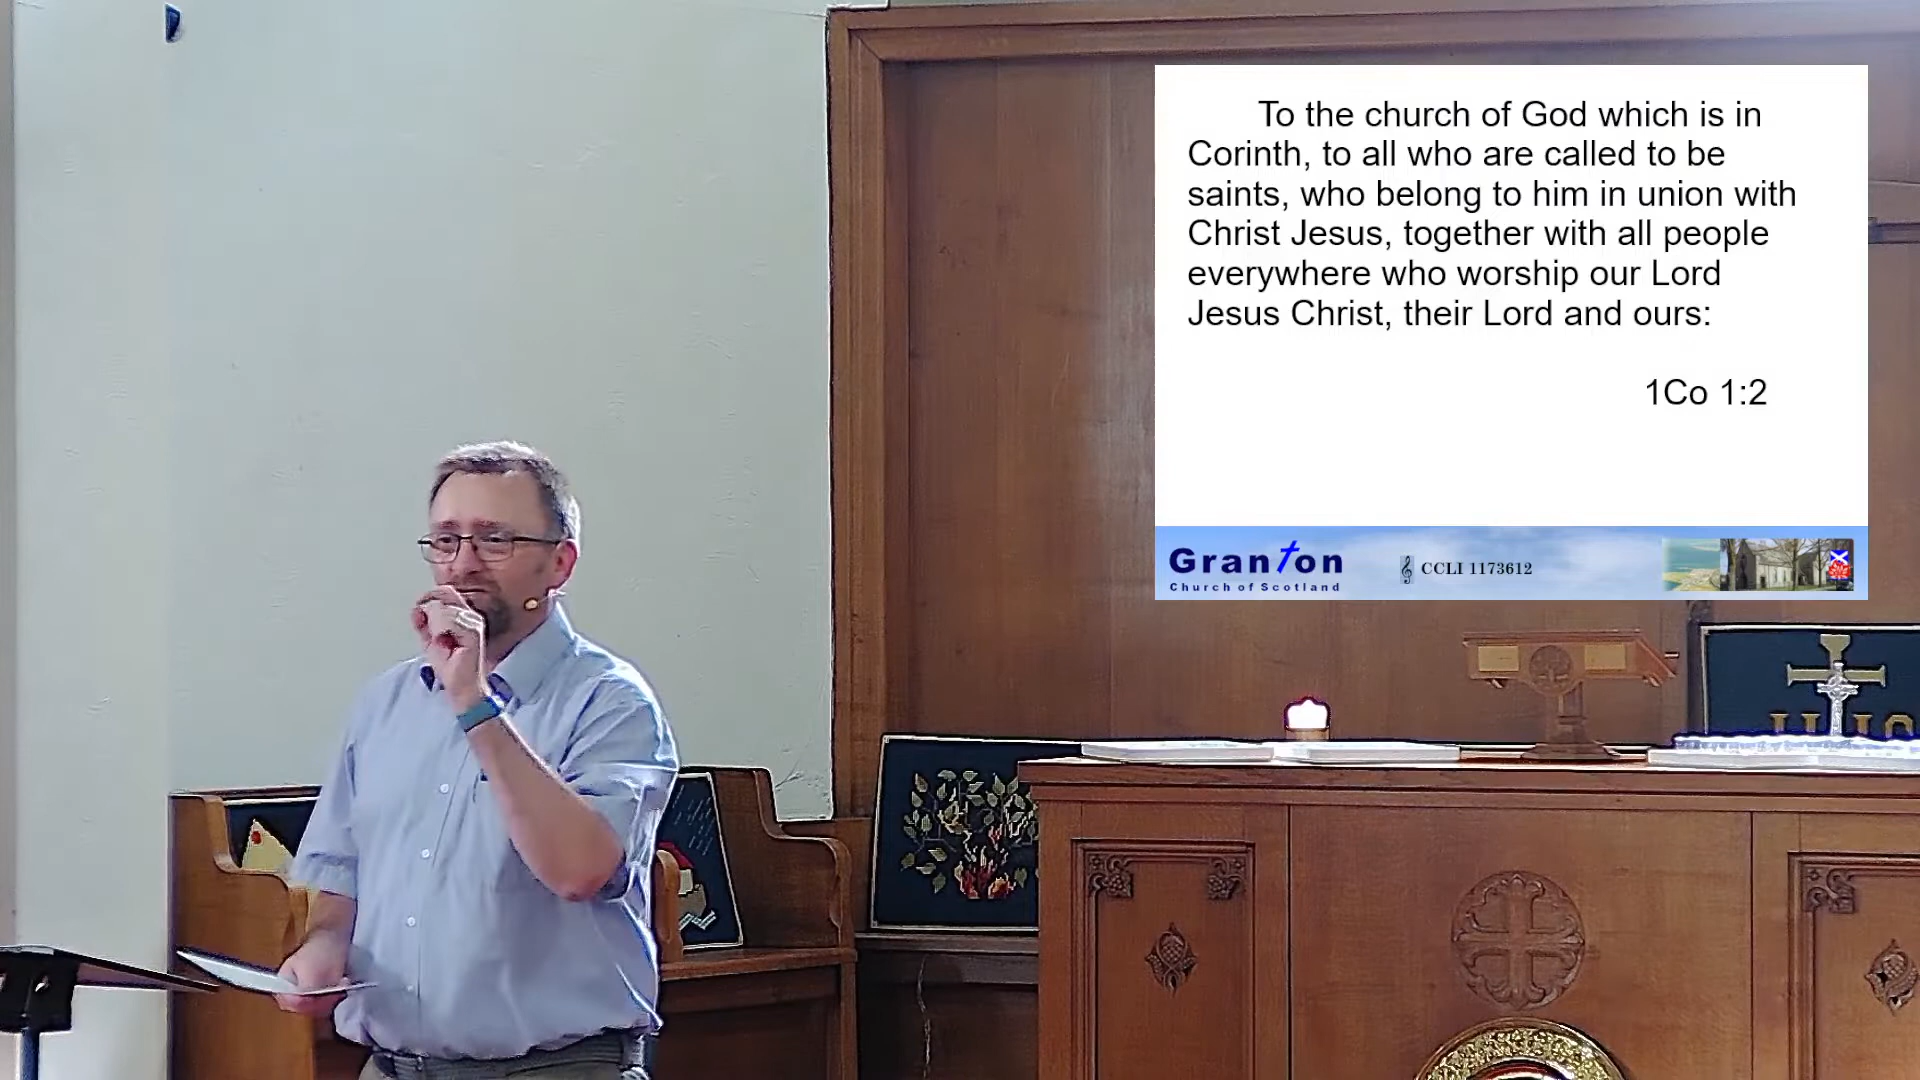 To the church of God which is in
Corinth, to all who are called to be
saints, who belong to him in union with
Christ Jesus, together with all people
everywhere who worship our Lord
Jesus Christ, their Lord and ours:
1Co 1:2
Granton
Church of Scotland
CCLI 1173612